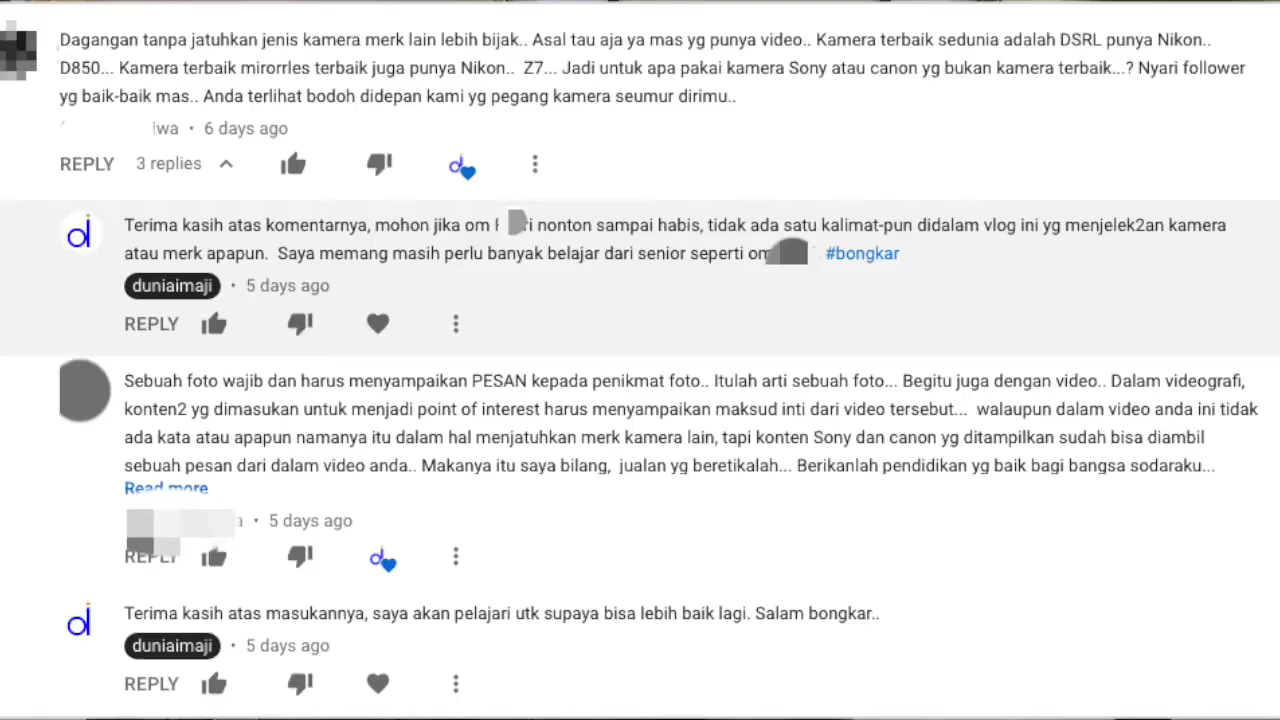 Dagangan tanpa jatuhkan jenis kamera merk lain lebih bijak.. Asal tau aja ya mas yg punya video.. Kamera terbaik sedunia adalah DSRL punya Nikon..
D850... Kamera terbaik mirorrles terbaik juga punya Nikon.. Z7... Jadi untuk apa pakai kamera Sony atau canon yg bukan kamera terbaik...? Nyari follower
yg baik-baik mas.. Anda terlihat bodoh didepan kami yg pegang kamera seumur dirimu..
iwa • 6 days ago
REPLY 3 replies
Terima kasih atas komentarnya, mohon jika om nonton sampai habis, tidak ada satu kalimat-pun didalam vlog ini yg menjelek2an kamera
atau merk apapun. Saya memang masih perlu banyak belajar dari senior seperti om #bongkar
duniaimaji • 5 days ago
REPLY
Sebuah foto wajib dan harus menyampaikan PESAN kepada penikmat foto.. Itulah arti sebuah foto... Begitu juga dengan video.. Dalam videografi,
konten2 yg dimasukan untuk menjadi point of interest harus menyampaikan maksud inti dari video tersebut... walaupun dalam video anda ini tidak
ada kata atau apapun namanya itu dalam hal menjatuhkan merk kamera lain, tapi konten Sony dan canon yg ditampilkan sudah bisa diambil
sebuah pesan dari dalam video anda.. Makanya itu saya bilang, jualan yg beretikalah... Berikanlah pendidikan yg baik bagi bangsa sodaraku...
Read more
a • 5 days ago
REPLY
Terima kasih atas masukannya, saya akan pelajari utk supaya bisa lebih baik lagi. Salam bongkar..
duniaimaji • 5 days ago
REPLY